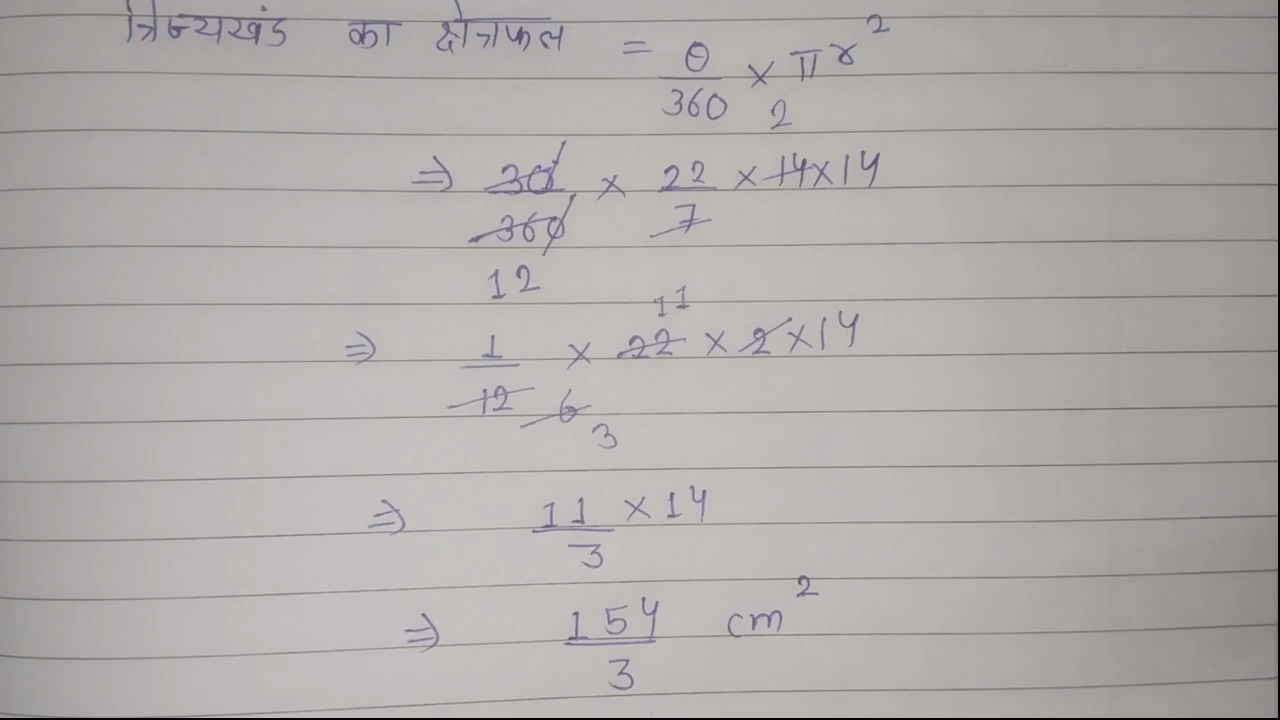 त्रिज्यखंड का क्षेत्रफल = θ/360 × πr²
⇒ 30/360 × 22/7 × 14×14
2
12
⇒ 1/12 × 22 × 2×14
11
6
3
⇒ 11/3 × 14
⇒ 154/3 cm²